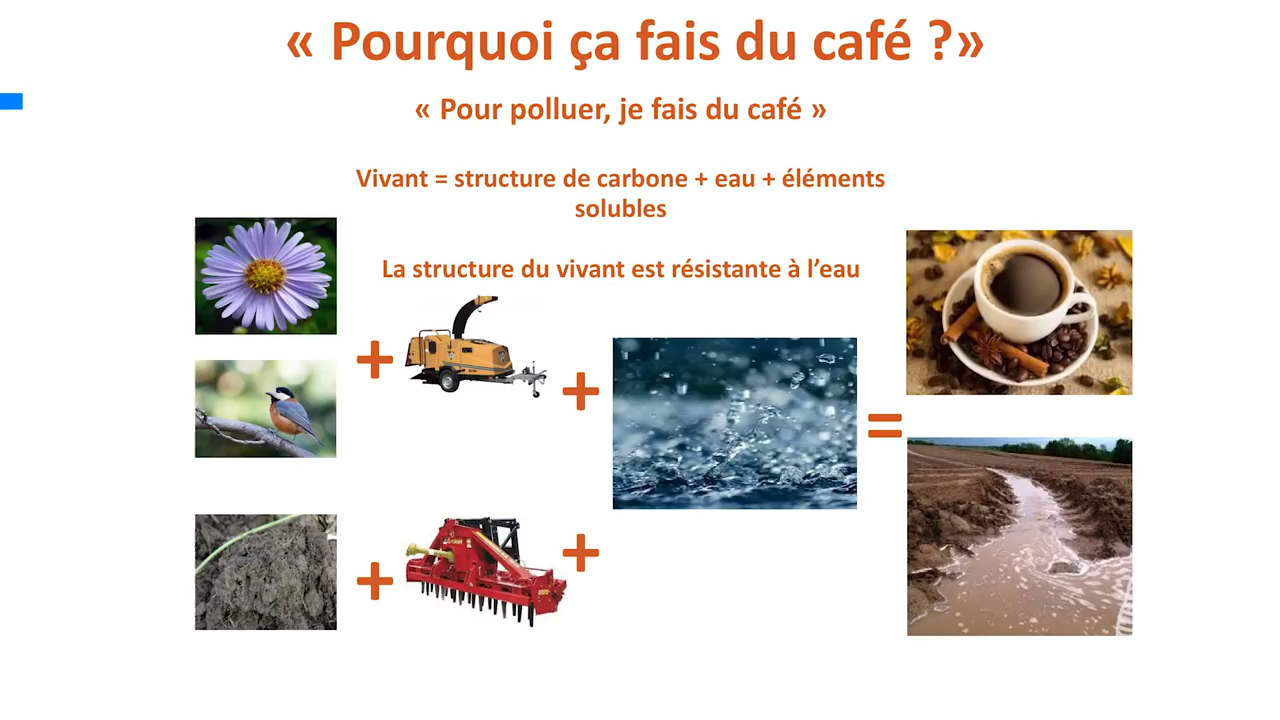 « Pourquoi ça fais du café ?»
« Pour polluer, je fais du café »
Vivant = structure de carbone + eau + éléments
solubles
La structure du vivant est résistante à l’eau
+
+
=
+
+